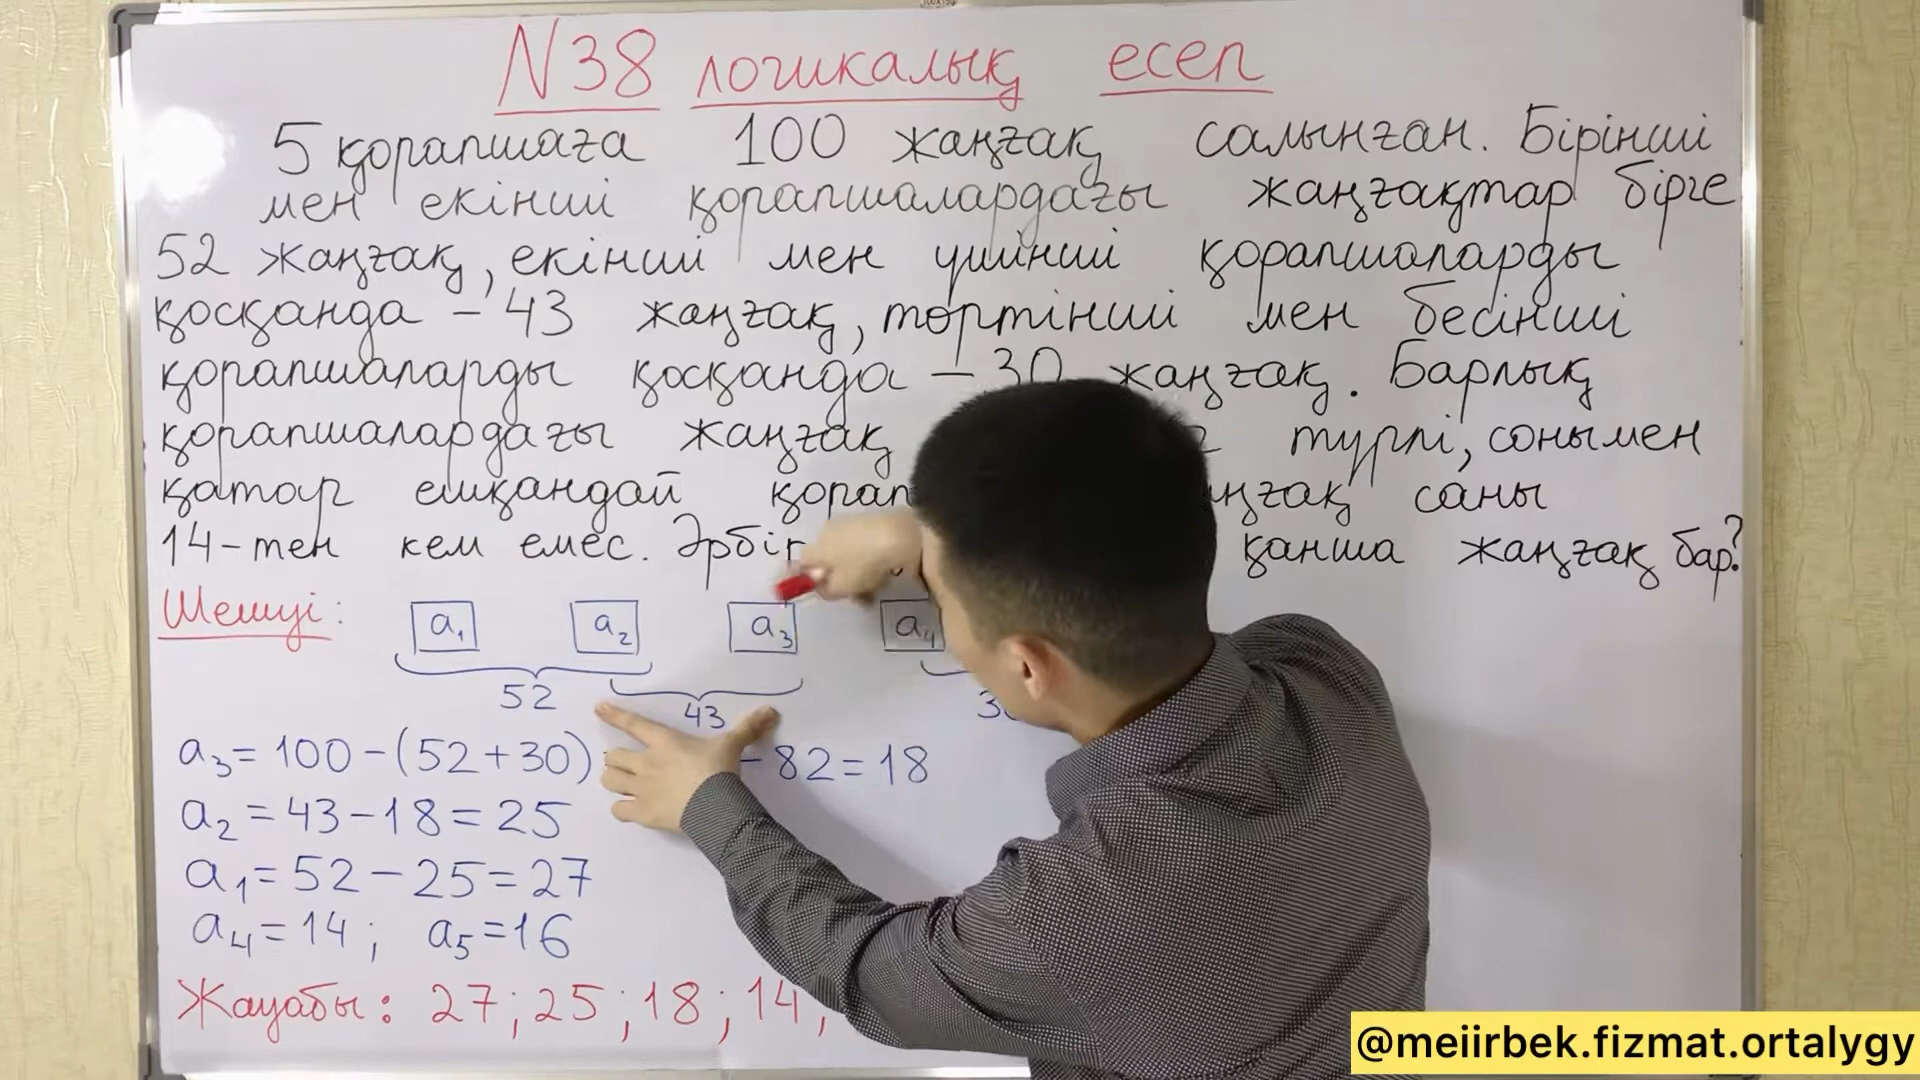 N38 логикалық есеп
5 қорапшаға 100 жаңғақ салынған. Бірінші
мен екінші қорапшалардағы жаңғақтар бірге
52 жаңғақ, екінші мен үшінші қорапшаларды
қосқанда – 43 жаңғақ, төртінші мен бесінші
қорапшаларды қосқанда – 30 жаңғақ. Барлық
қорапшалардағы жаңғақ түрлі, сонымен
қатар ешқандай саны
14-тен кем емес. қанша жаңғақ бар?
Шешуі: a₁ a₂ a₃ a₄
52 43
a₃ = 100 – (52 + 30) – 82 = 18
a₂ = 43 – 18 = 25
a₁ = 52 – 25 = 27
a₄ = 14 ; a₅ = 16
Жауабы: 27 ; 25 ; 18 ; 14 ;
@meiirbek.fizmat.ortalygy